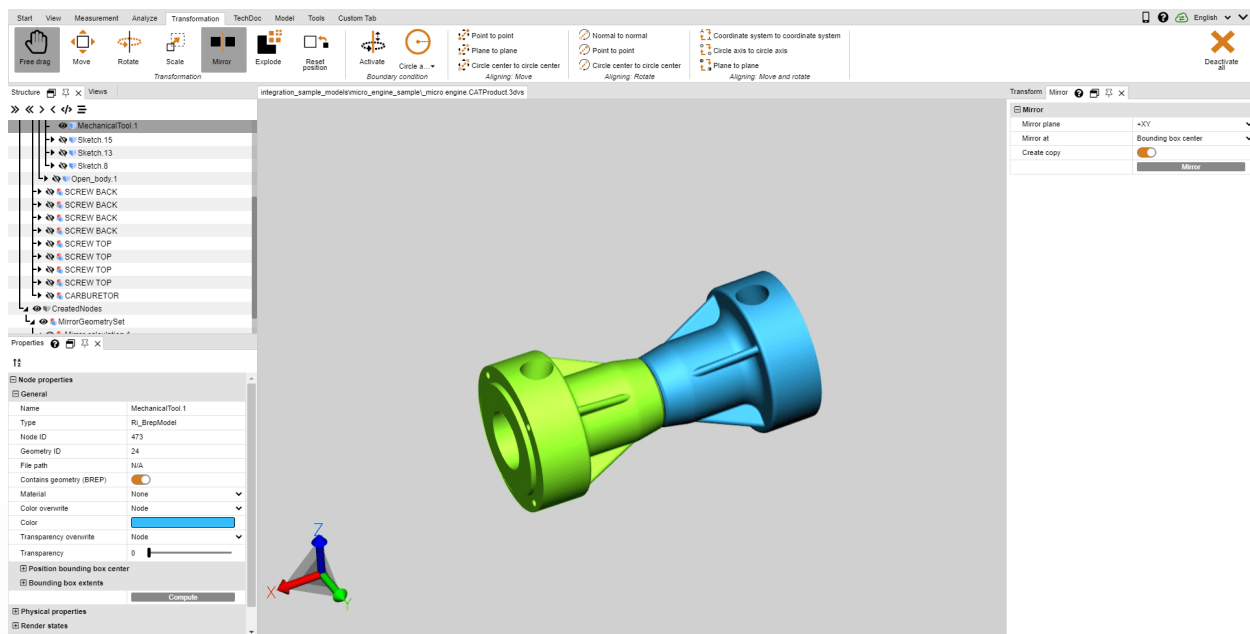 Start View Measurement Analyze Transformation TechDoc Model Tools Custom Tab English
Free drag Move Rotate Scale Mirror Explode Reset position
Transformation
Activate Circle a...
Boundary condition
Point to point
Plane to plane
Circle center to circle center
Aligning: Move
Normal to normal
Point to point
Circle center to circle center
Aligning: Rotate
Coordinate system to coordinate system
Circle axis to circle axis
Plane to plane
Aligning: Move and rotate
Deactivate all
Structure Views
MechanicalTool.1
Sketch.15
Sketch.13
Sketch.8
Open_body.1
SCREW BACK
SCREW BACK
SCREW BACK
SCREW BACK
SCREW TOP
SCREW TOP
SCREW TOP
SCREW TOP
CARBURETOR
CreatedNodes
MirrorGeometrySet
Properties
Node properties
General
Name MechanicalTool.1
Type Ri_BrepModel
Node ID 473
Geometry ID 24
File path N/A
Contains geometry (BREP)
Material None
Color overwrite Node
Color
Transparency overwrite Node
Transparency 0
Position bounding box center
Bounding box extents
Compute
Physical properties
Render states
integration_sample_models\micro_engine_sample\_micro engine.CATProduct.3dvs
Z
X
Y
Transform Mirror
Mirror
Mirror plane +XY
Mirror at Bounding box center
Create copy
Mirror